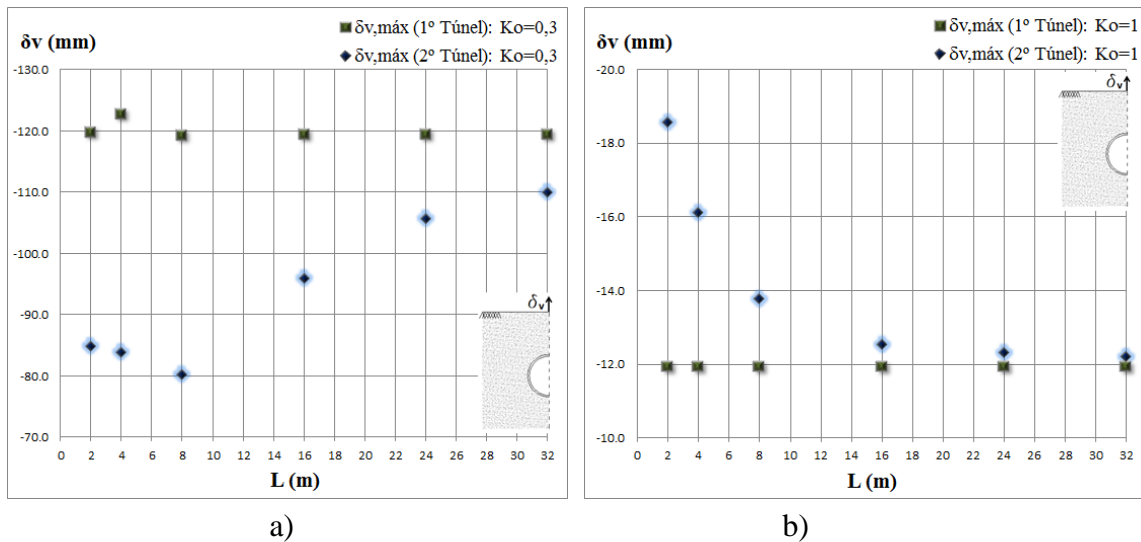 δv (mm)
δv,máx (1º Túnel): Ko=0,3
δv,máx (2º Túnel): Ko=0,3
-130.0
-120.0
-110.0
-100.0
-90.0
-80.0
-70.0
δv
0 2 4 6 8 10 12 14 16 18 20 22 24 26 28 30 32
L (m)
a)
δv (mm)
δv,máx (1º Túnel): Ko=1
δv,máx (2º Túnel): Ko=1
-20.0
-18.0
-16.0
-14.0
-12.0
-10.0
δv
0 2 4 6 8 10 12 14 16 18 20 22 24 26 28 30 32
L (m)
b)